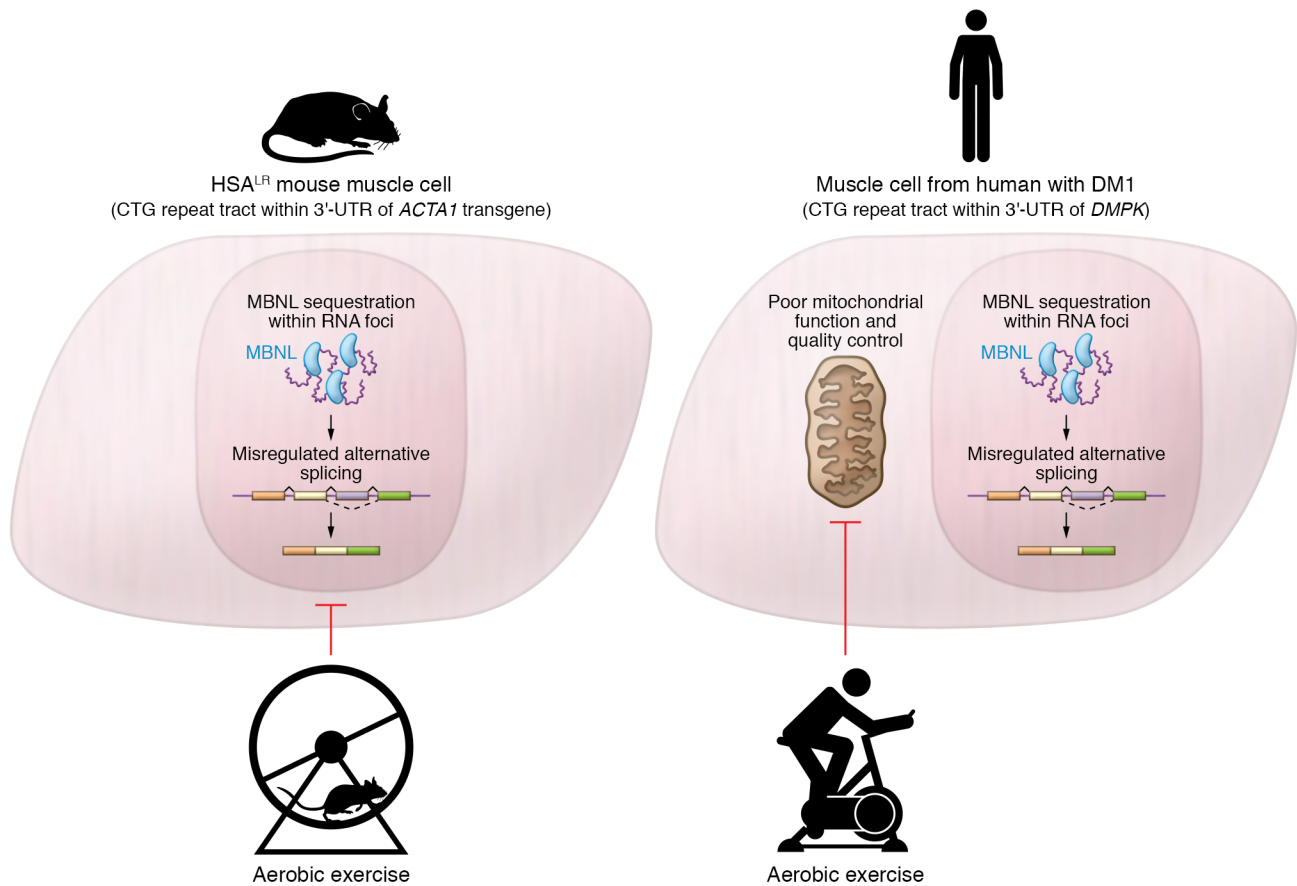 HSALR mouse muscle cell
(CTG repeat tract within 3'-UTR of ACTA1 transgene)
MBNL sequestration
within RNA foci
MBNL
Misregulated alternative
splicing
Aerobic exercise
Muscle cell from human with DM1
(CTG repeat tract within 3'-UTR of DMPK)
Poor mitochondrial
function and
quality control
MBNL sequestration
within RNA foci
MBNL
Misregulated alternative
splicing
Aerobic exercise